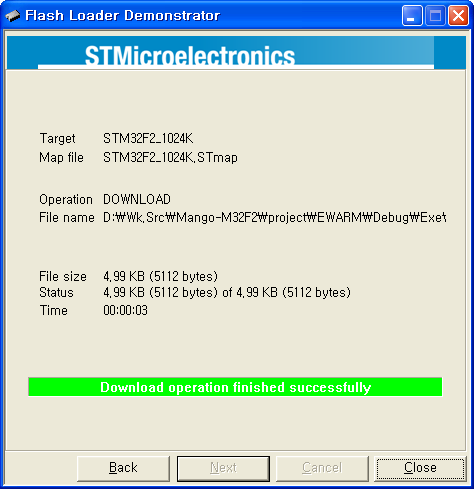 Flash Loader Demonstrator
STMicroelectronics
Target STM32F2_1024K
Map file STM32F2_1024K.STmap
Operation DOWNLOAD
File name D:₩Wk.Src₩Mango-M32F2₩project₩EWARM₩Debug₩Exe₩
File size 4.99 KB (5112 bytes)
Status 4.99 KB (5112 bytes) of 4.99 KB (5112 bytes)
Time 00:00:03
Download operation finished successfully
Back Next Cancel Close